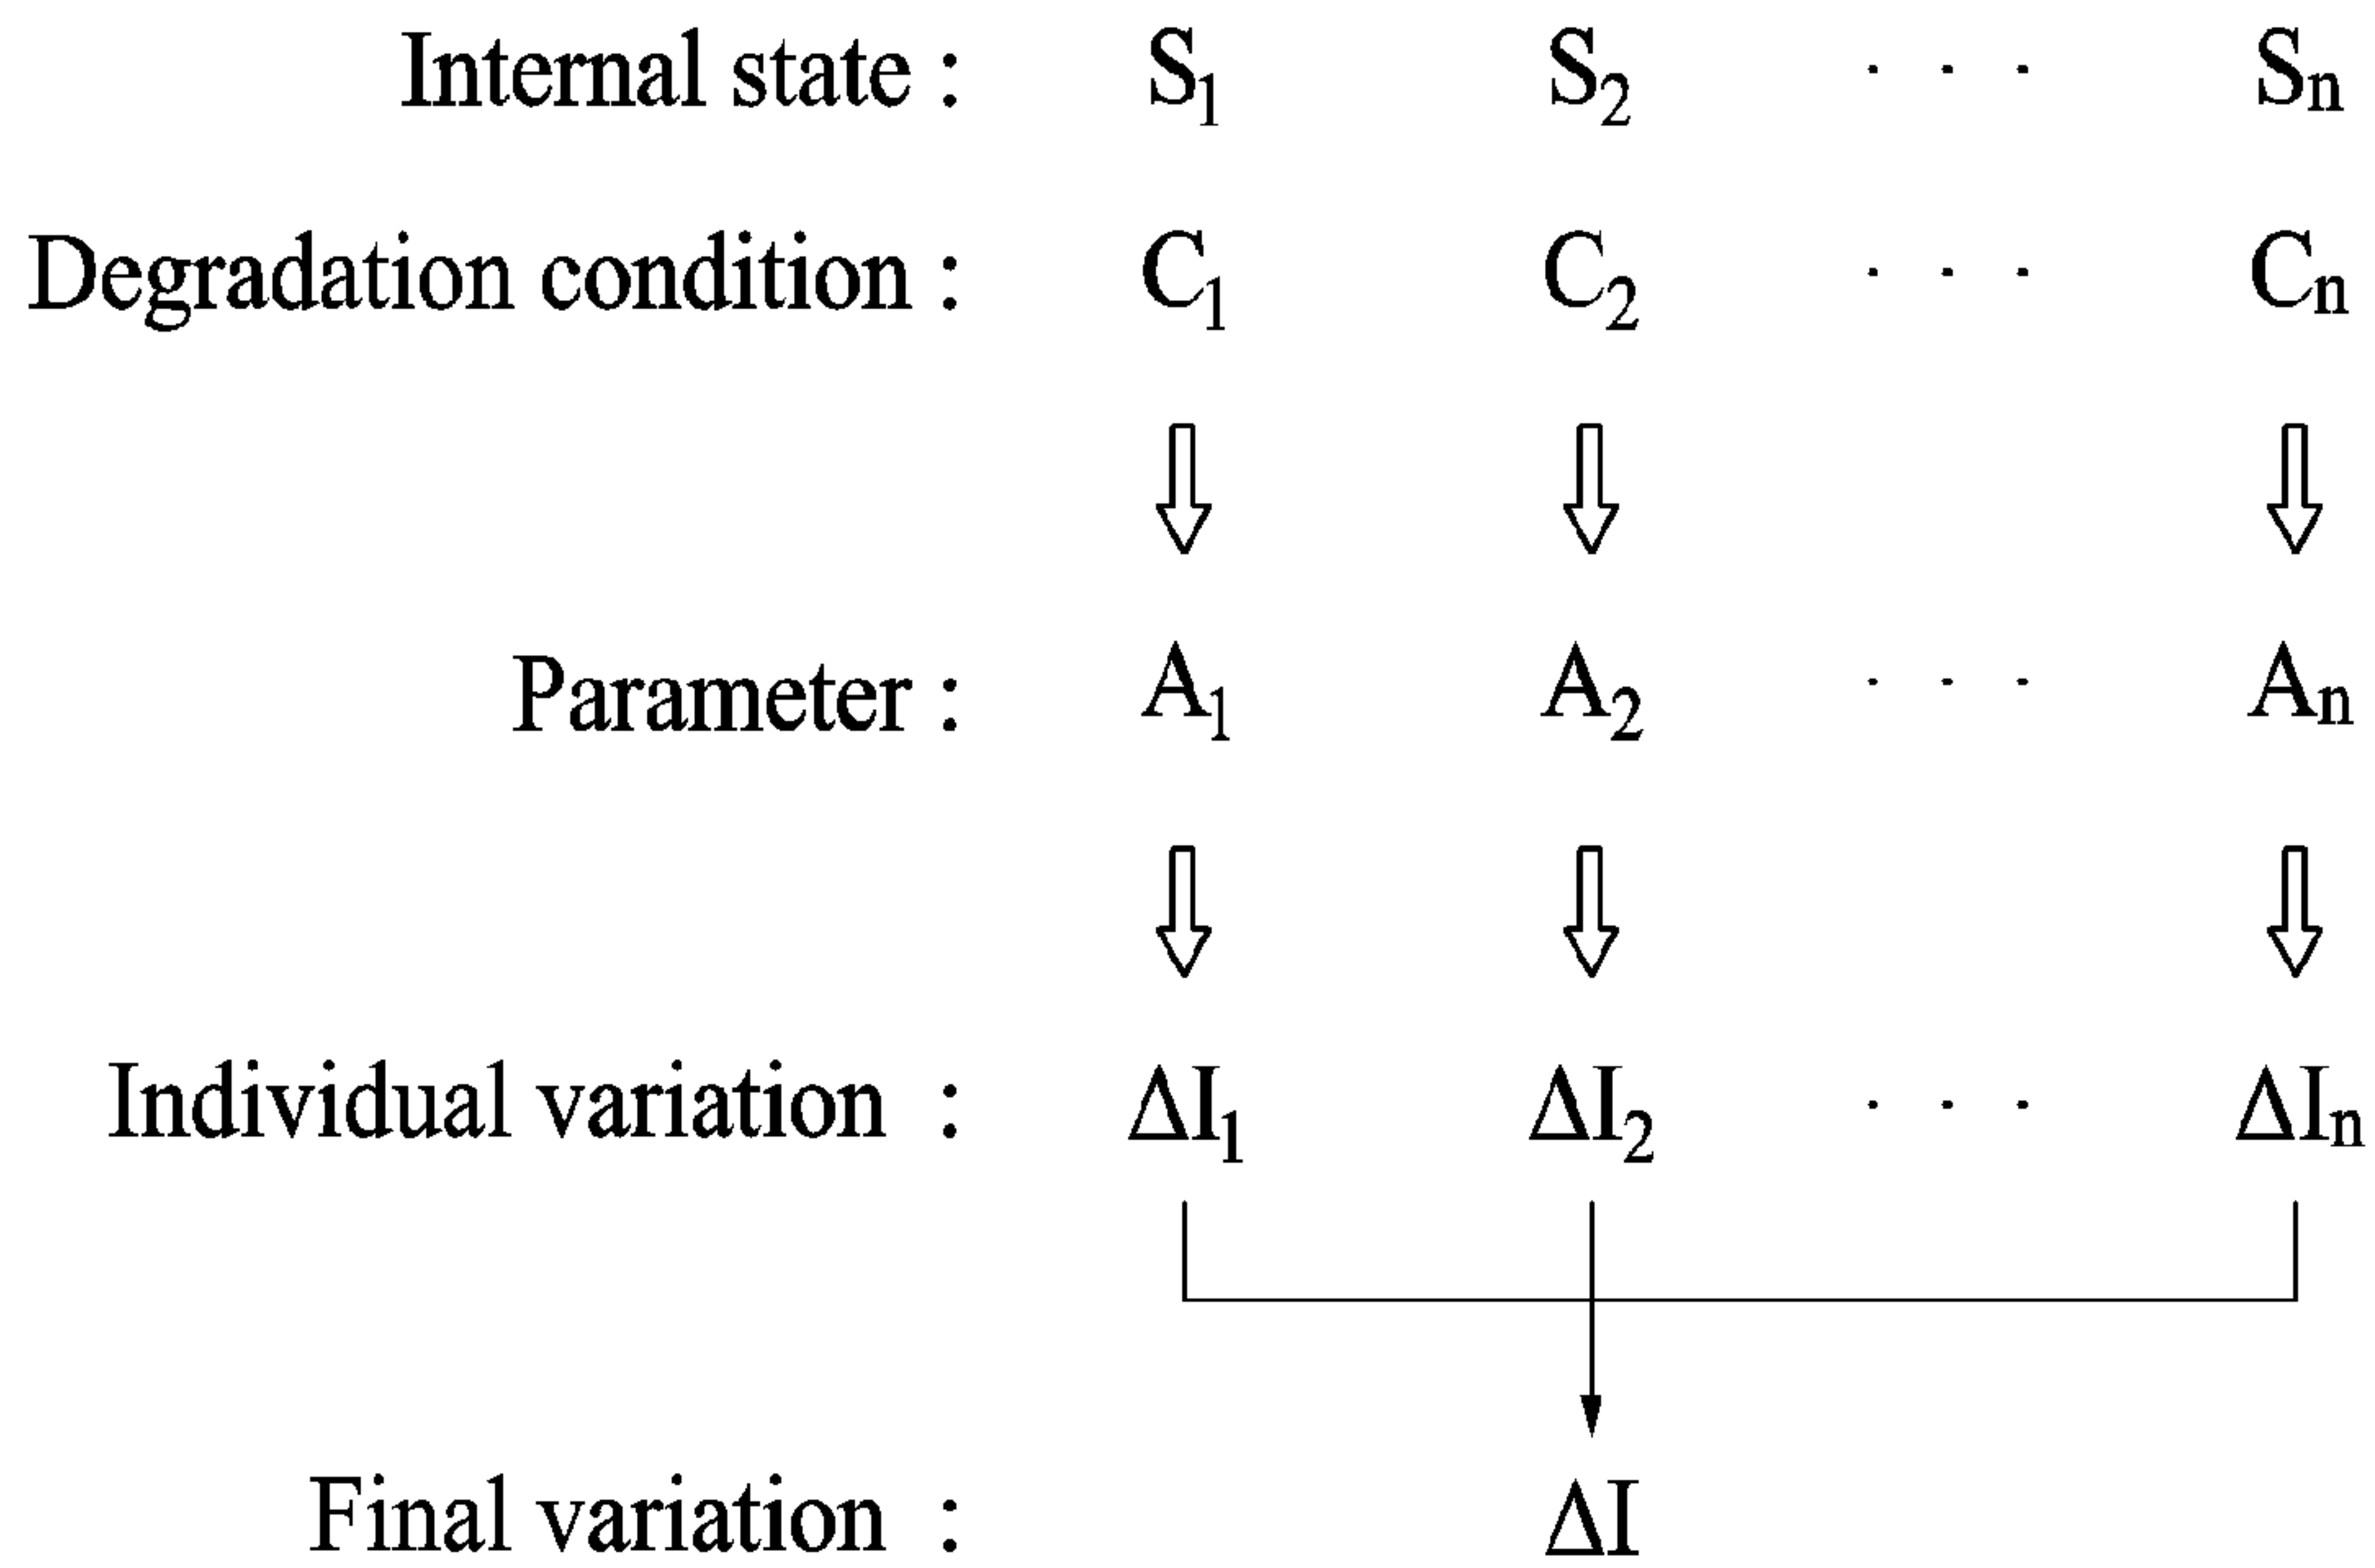 Internal state : S1 S2 · · · Sn
Degradation condition : C1 C2 · · · Cn
Parameter : A1 A2 · · · An
Individual variation : ΔI1 ΔI2 · · · ΔIn
Final variation : ΔI